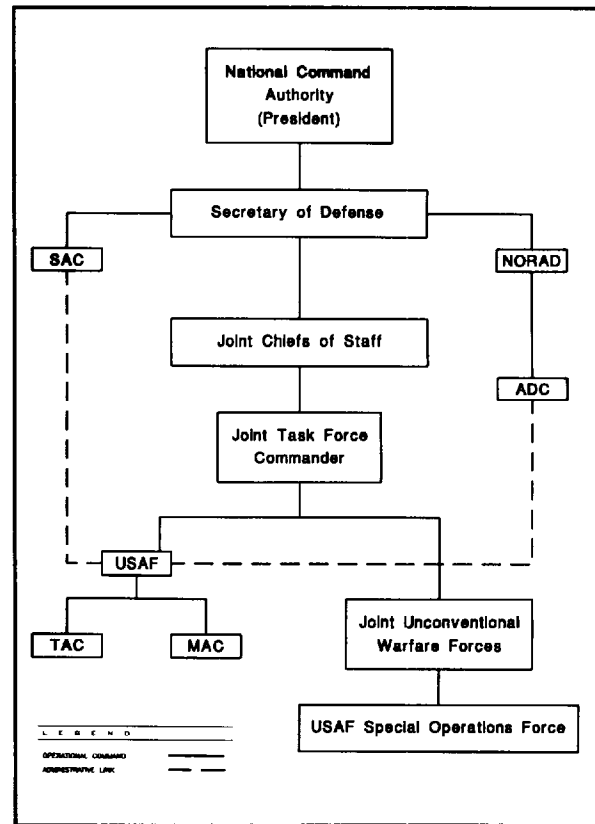 National Command
Authority
(President)
Secretary of Defense
SAC
NORAD
Joint Chiefs of Staff
ADC
Joint Task Force
Commander
USAF
Joint Unconventional
Warfare Forces
TAC
MAC
USAF Special Operations Force
LEGEND
OPERATIONAL COMMAND
ADMINISTRATIVE LINK